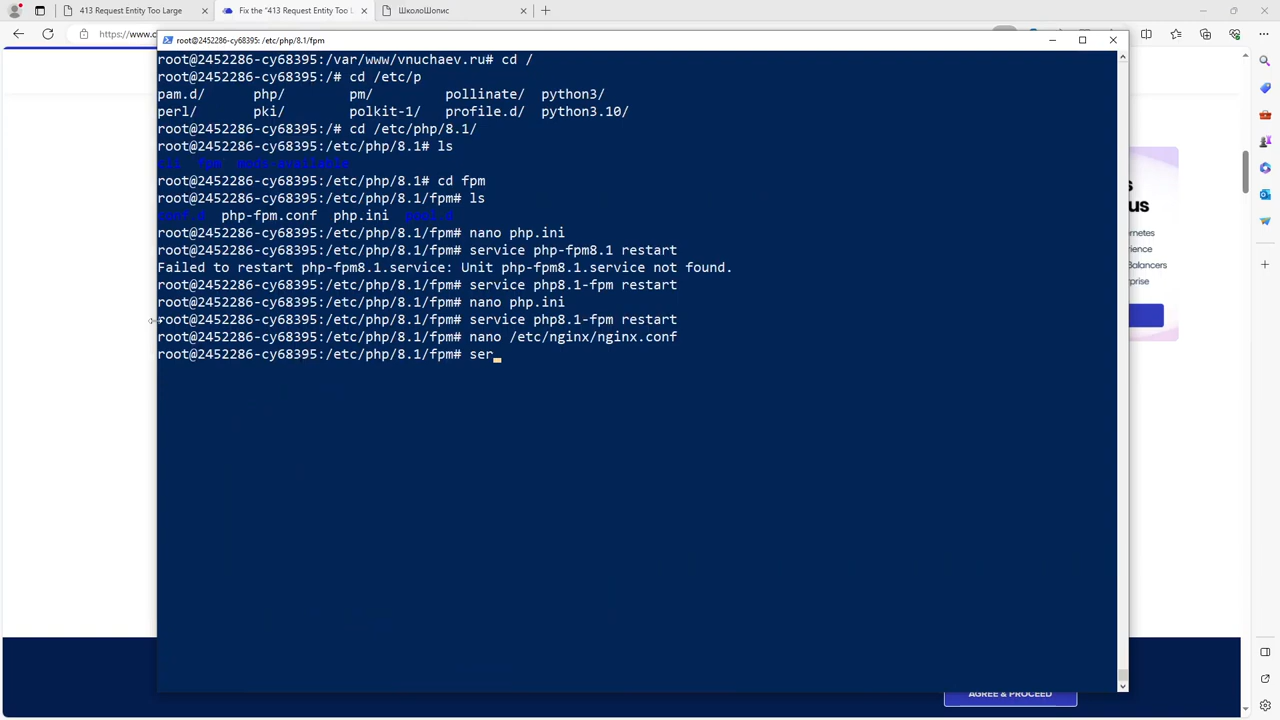 413 Request Entity Too Large
Fix the "413 Request Entity Too L
ШколоШопис
https://www.c
root@2452286-cy68395: /etc/php/8.1/fpm
root@2452286-cy68395:/var/www/vnuchaev.ru# cd /
root@2452286-cy68395:/# cd /etc/p
pam.d/ php/ pm/ pollinate/ python3/
perl/ pki/ polkit-1/ profile.d/ python3.10/
root@2452286-cy68395:/# cd /etc/php/8.1/
root@2452286-cy68395:/etc/php/8.1# ls
cli fpm mods-available
root@2452286-cy68395:/etc/php/8.1# cd fpm
root@2452286-cy68395:/etc/php/8.1/fpm# ls
conf.d php-fpm.conf php.ini pool.d
root@2452286-cy68395:/etc/php/8.1/fpm# nano php.ini
root@2452286-cy68395:/etc/php/8.1/fpm# service php-fpm8.1 restart
Failed to restart php-fpm8.1.service: Unit php-fpm8.1.service not found.
root@2452286-cy68395:/etc/php/8.1/fpm# service php8.1-fpm restart
root@2452286-cy68395:/etc/php/8.1/fpm# nano php.ini
root@2452286-cy68395:/etc/php/8.1/fpm# service php8.1-fpm restart
root@2452286-cy68395:/etc/php/8.1/fpm# nano /etc/nginx/nginx.conf
root@2452286-cy68395:/etc/php/8.1/fpm# ser
s
us
rnetes
rience
Balancers
rprise
AGREE & PROCEED